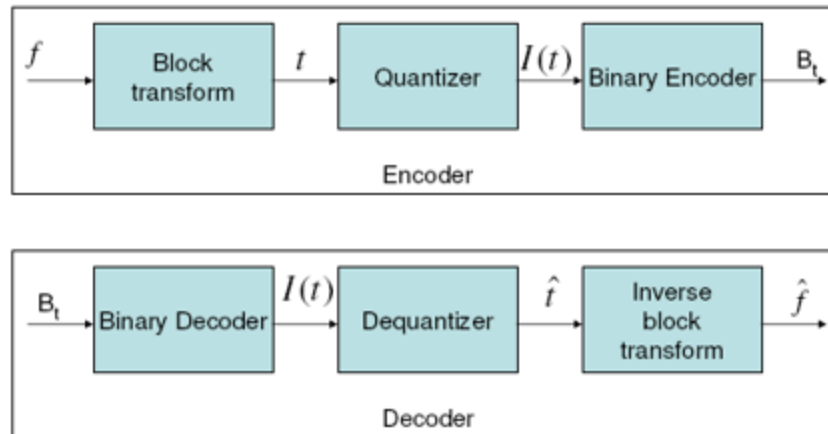 f
Block
transform
t
Quantizer
I(t)
Binary Encoder
Bₜ
Encoder
Bₜ
Binary Decoder
I(t)
Dequantizer
t̂
Inverse
block
transform
f̂
Decoder